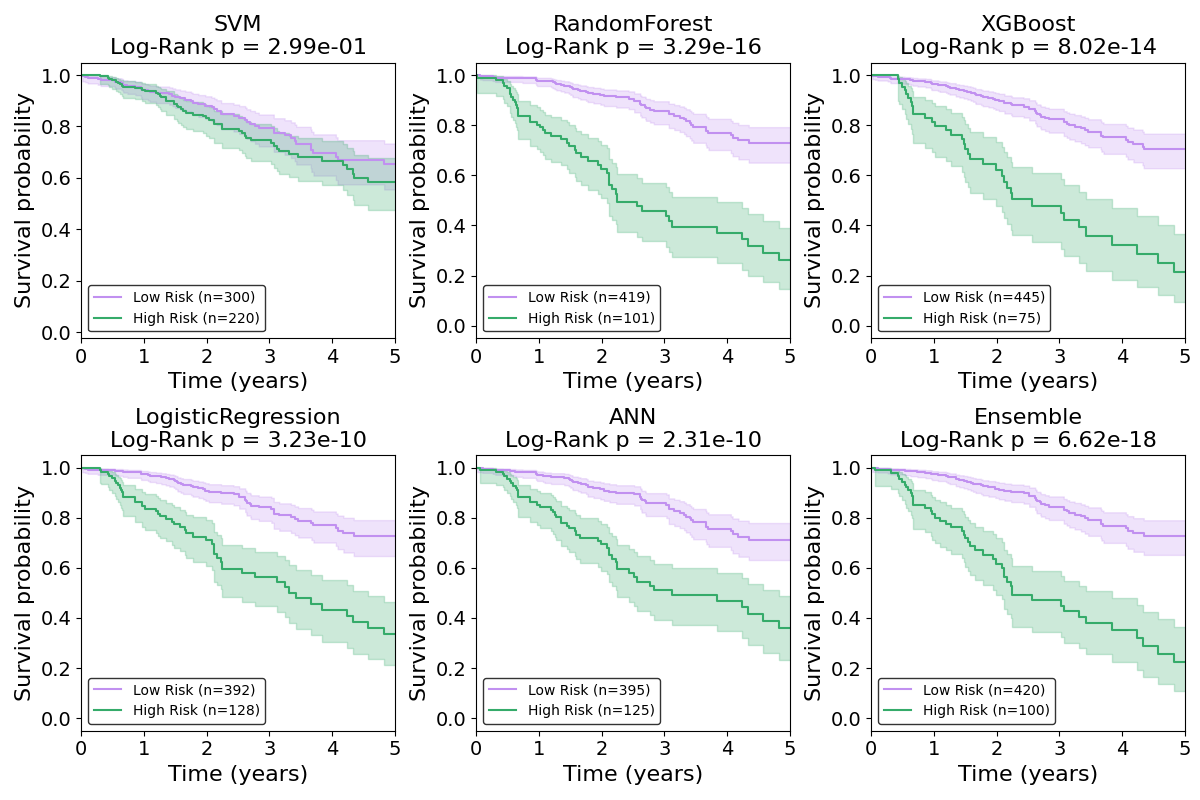 SVM
Log-Rank p = 2.99e-01
Survival probability
1.0
0.8
0.6
0.4
0.2
0.0
Low Risk (n=300)
High Risk (n=220)
0 1 2 3 4 5
Time (years)
RandomForest
Log-Rank p = 3.29e-16
Survival probability
1.0
0.8
0.6
0.4
0.2
0.0
Low Risk (n=419)
High Risk (n=101)
0 1 2 3 4 5
Time (years)
XGBoost
Log-Rank p = 8.02e-14
Survival probability
1.0
0.8
0.6
0.4
0.2
0.0
Low Risk (n=445)
High Risk (n=75)
0 1 2 3 4 5
Time (years)
LogisticRegression
Log-Rank p = 3.23e-10
Survival probability
1.0
0.8
0.6
0.4
0.2
0.0
Low Risk (n=392)
High Risk (n=128)
0 1 2 3 4 5
Time (years)
ANN
Log-Rank p = 2.31e-10
Survival probability
1.0
0.8
0.6
0.4
0.2
0.0
Low Risk (n=395)
High Risk (n=125)
0 1 2 3 4 5
Time (years)
Ensemble
Log-Rank p = 6.62e-18
Survival probability
1.0
0.8
0.6
0.4
0.2
0.0
Low Risk (n=420)
High Risk (n=100)
0 1 2 3 4 5
Time (years)